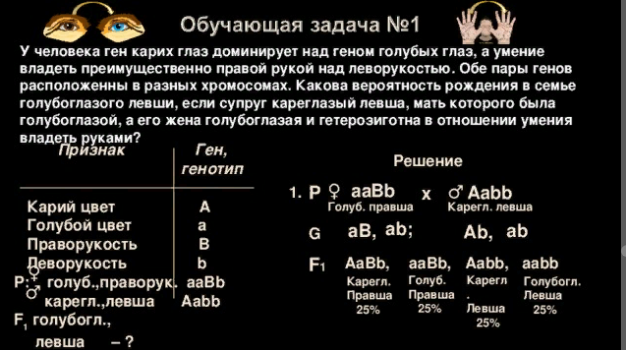 Обучающая задача №1
У человека ген карих глаз доминирует над геном голубых глаз, а умение
владеть преимущественно правой рукой над леворукостью. Обе пары генов
расположенны в разных хромосомах. Какова вероятность рождения в семье
голубоглазого левши, если супруг кареглазый левша, мать которого была
голубоглазой, а его жена голубоглазая и гетерозиготна в отношении умения
владеть руками?
Признак
Ген,
генотип
Карий цвет A
Голубой цвет a
Праворукость B
Леворукость b
P:♀ голуб.,праворук. aaBb
♂ карегл.,левша Aabb
F1 голубогл.,
левша – ?
Решение
1. P ♀ aaBb x ♂ Aabb
Голуб. правша Карегл. левша
G aB, ab; Ab, ab
F1 AaBb, aaBb, Aabb, aabb
Карегл. Голуб. Карегл Голубогл.
Правша Правша . Левша
25% 25% Левша 25%
25%